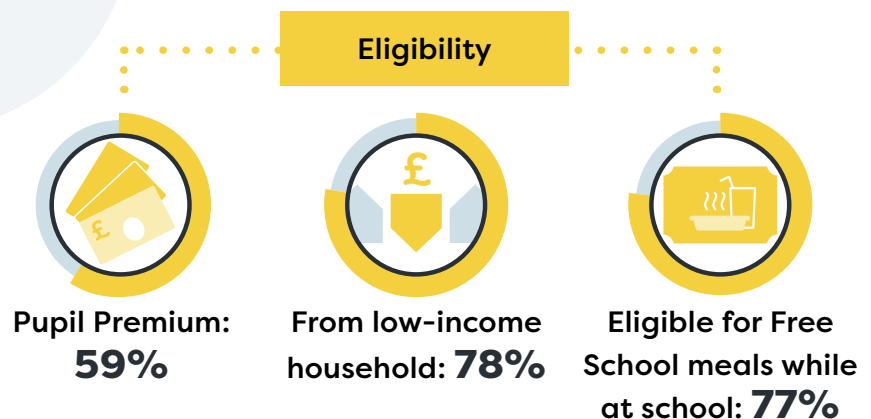 Eligibility
£
£
Pupil Premium:
59%
From low-income
household: 78%
Eligible for Free
School meals while
at school: 77%